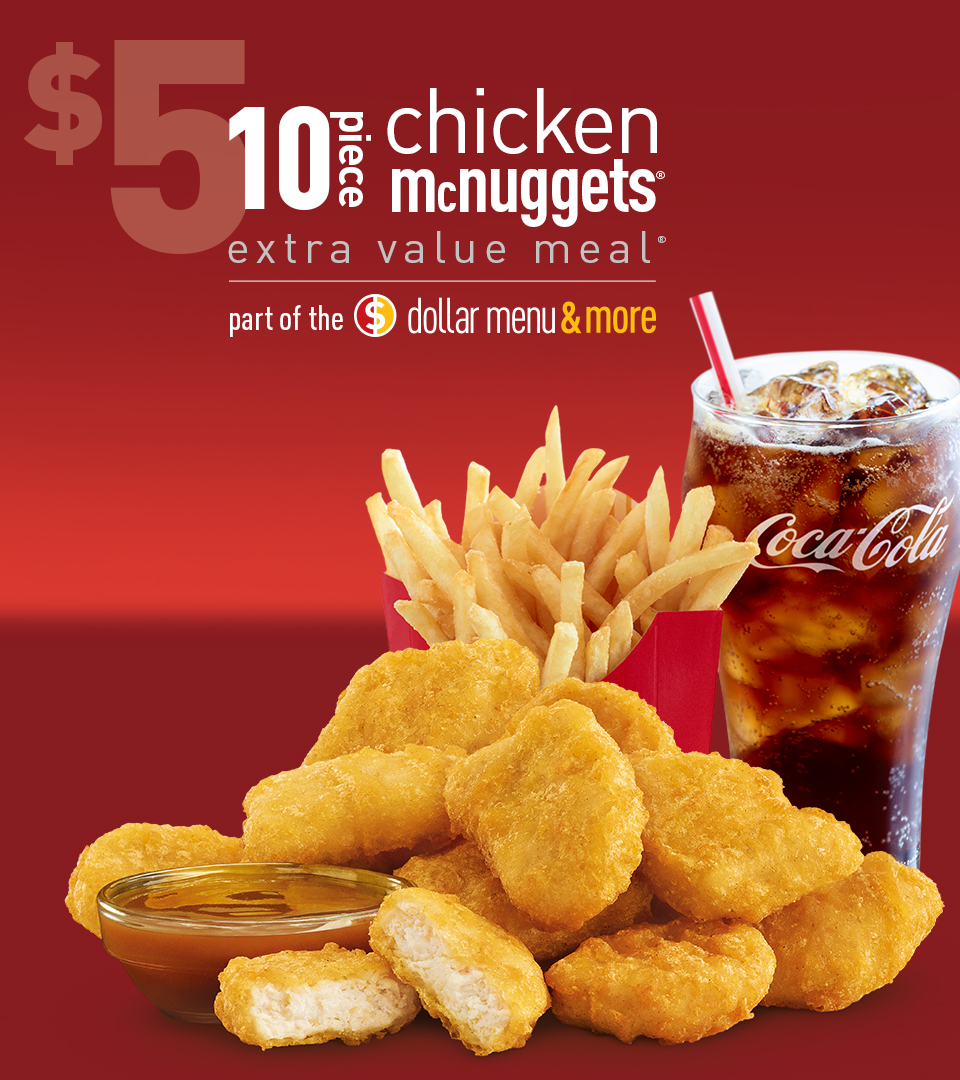 $5
10 piece chicken
mcnuggets®
extra value meal®
part of the $ dollar menu & more
Coca-Cola